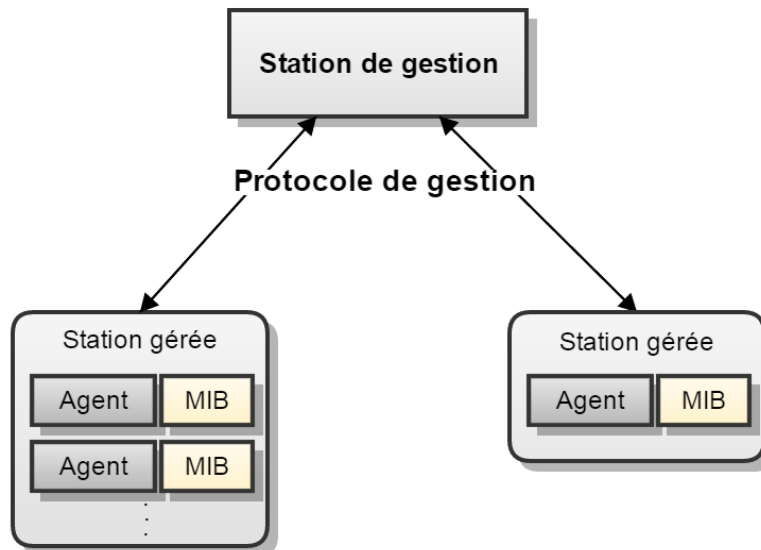 Station de gestion
Protocole de gestion
Station gérée
Agent MIB
Agent MIB
Station gérée
Agent MIB